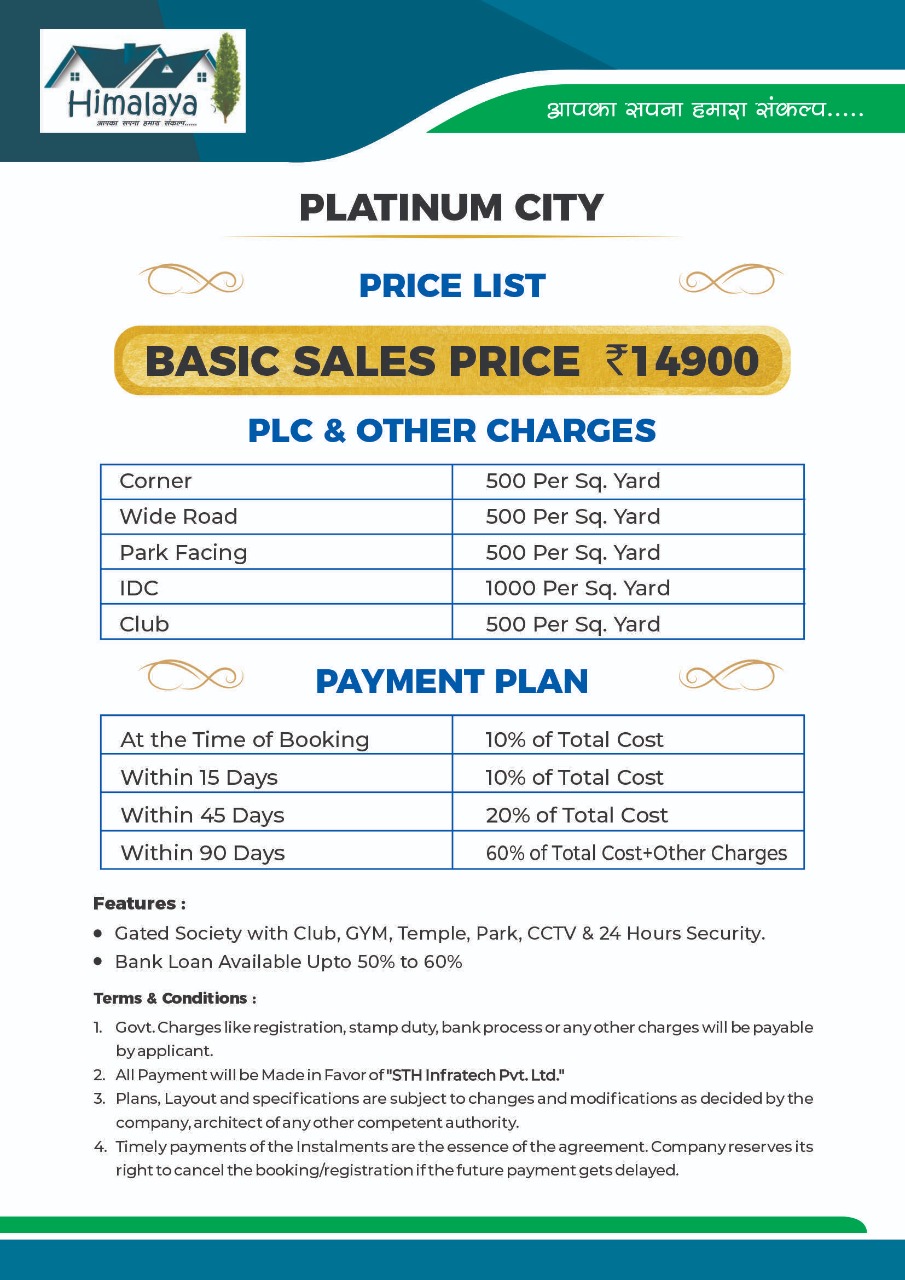 Himalaya
आपका सपना हमारा संकल्प.....
आपका सपना हमारा संकल्प.....
PLATINUM CITY
PRICE LIST
BASIC SALES PRICE ₹14900
PLC & OTHER CHARGES
Corner 500 Per Sq. Yard
Wide Road 500 Per Sq. Yard
Park Facing 500 Per Sq. Yard
IDC 1000 Per Sq. Yard
Club 500 Per Sq. Yard
PAYMENT PLAN
At the Time of Booking 10% of Total Cost
Within 15 Days 10% of Total Cost
Within 45 Days 20% of Total Cost
Within 90 Days 60% of Total Cost+Other Charges
Features :
• Gated Society with Club, GYM, Temple, Park, CCTV & 24 Hours Security.
• Bank Loan Available Upto 50% to 60%
Terms & Conditions :
1. Govt. Charges like registration, stamp duty, bank process or any other charges will be payable
by applicant.
2. All Payment will be Made in Favor of "STH Infratech Pvt. Ltd."
3. Plans, Layout and specifications are subject to changes and modifications as decided by the
company, architect of any other competent authority.
4. Timely payments of the Instalments are the essence of the agreement. Company reserves its
right to cancel the booking/registration if the future payment gets delayed.